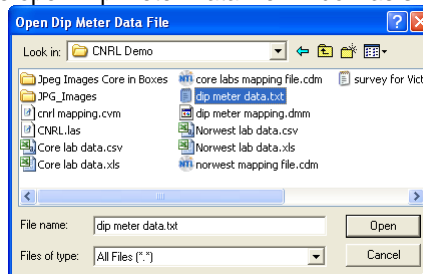 Open Dip Meter Data File
Look in: CNRL Demo
Jpeg Images Core in Boxes core labs mapping file.cdm survey for Vict
JPG_Images dip meter data.txt
cnrl mapping.cvm dip meter mapping.dmm
CNRL.las Norwest lab data.csv
Core lab data.csv Norwest lab data.xls
Core lab data.xls norwest mapping file.cdm
File name: dip meter data.txt Open
Files of type: All Files (*.*) Cancel